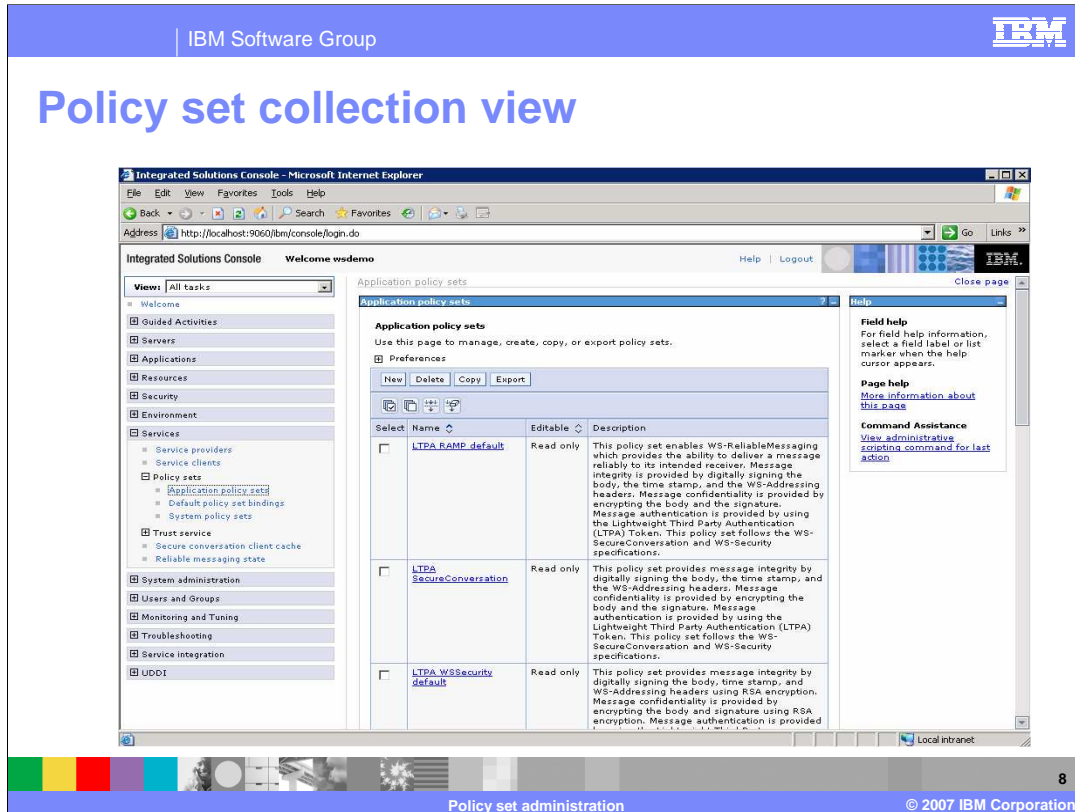 IBM Software Group
IBM
Policy set collection view
Integrated Solutions Console - Microsoft Internet Explorer
File Edit View Favorites Tools Help
Back Search Favorites
Address http://localhost:9060/ibm/console/login.do Go Links »
Integrated Solutions Console Welcome wsdemo Help | Logout IBM.
View: All tasks
Welcome
Guided Activities
Servers
Applications
Resources
Security
Environment
Services
Service providers
Service clients
Policy sets
Application policy sets
Default policy set bindings
System policy sets
Trust service
Secure conversation client cache
Reliable messaging state
System administration
Users and Groups
Monitoring and Tuning
Troubleshooting
Service integration
UDDI
Application policy sets Close page
Application policy sets ? -
Application policy sets
Use this page to manage, create, copy, or export policy sets.
Preferences
New Delete Copy Export
Select Name Editable Description
LTPA RAMP default Read only This policy set enables WS-ReliableMessaging
which provides the ability to deliver a message
reliably to its intended receiver. Message
integrity is provided by digitally signing the
body, the time stamp, and the WS-Addressing
headers. Message confidentiality is provided by
encrypting the body and the signature.
Message authentication is provided by using
the Lightweight Third Party Authentication
(LTPA) Token. This policy set follows the WS-
SecureConversation and WS-Security
specifications.
LTPA
SecureConversation Read only This policy set provides message integrity by
digitally signing the body, the time stamp, and
the WS-Addressing headers. Message
confidentiality is provided by encrypting the
body and the signature. Message
authentication is provided by using the
Lightweight Third Party Authentication (LTPA)
Token. This policy set follows the WS-
SecureConversation and WS-Security
specifications.
LTPA WSSecurity
default Read only This policy set provides message integrity by
digitally signing the body, time stamp, and
WS-Addressing headers using RSA encryption.
Message confidentiality is provided by
encrypting the body and signature using RSA
encryption. Message authentication is provided
Help
Field help
For field help information,
select a field label or list
marker when the help
cursor appears.
Page help
More information about
this page
Command Assistance
View administrative
scripting command for last
action
Local intranet
8
Policy set administration
© 2007 IBM Corporation